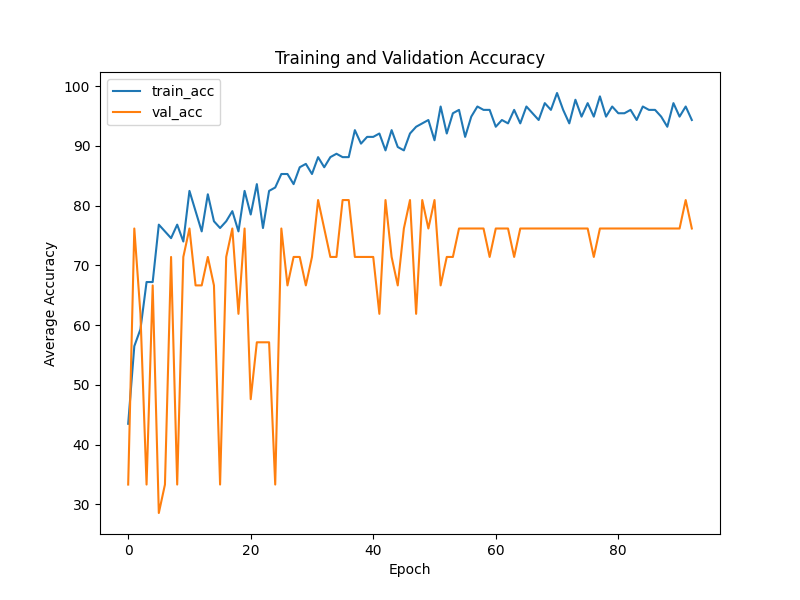 Training and Validation Accuracy
train_acc
val_acc
100
90
80
70
60
50
40
30
Average Accuracy
0 20 40 60 80
Epoch